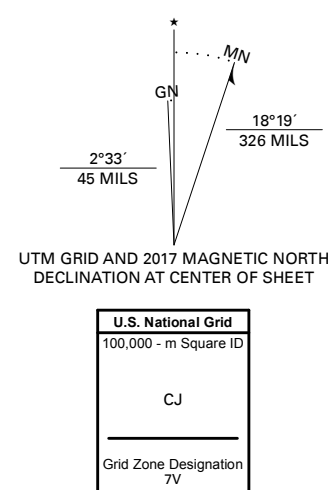 ★
MN
GN
18°19´
326 MILS
2°33´
45 MILS
UTM GRID AND 2017 MAGNETIC NORTH
DECLINATION AT CENTER OF SHEET
U.S. National Grid
100,000 - m Square ID
CJ
Grid Zone Designation
7V